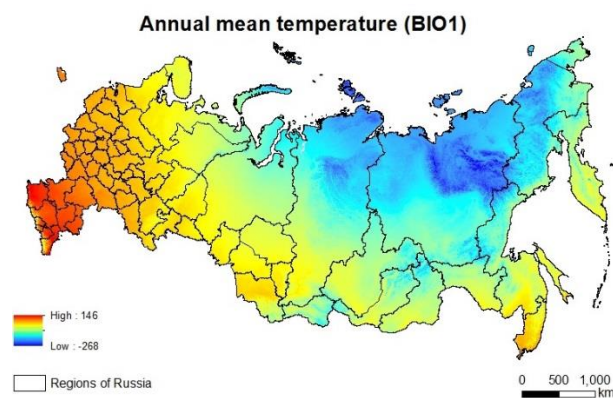 Annual mean temperature (BIO1)
High : 146
Low : -268
Regions of Russia
0 500 1,000
km